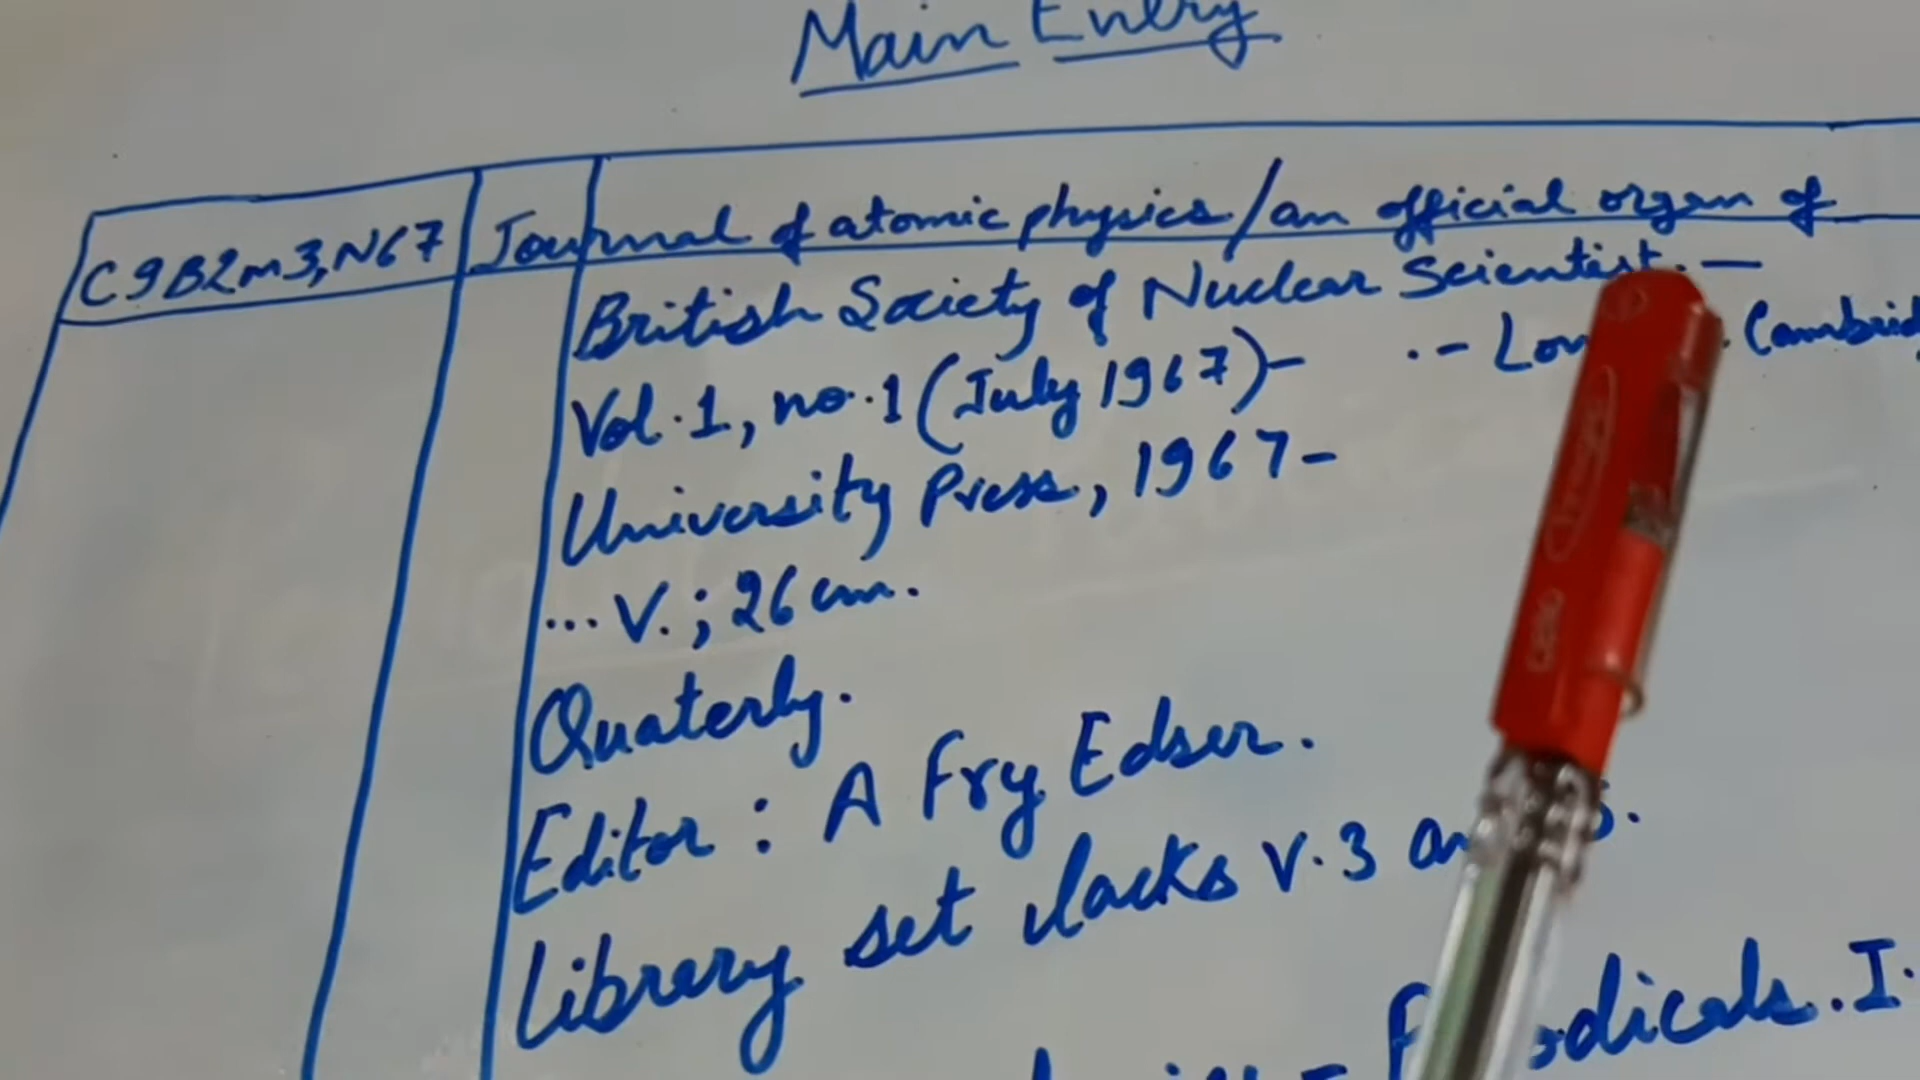 Main Entry
C9B2m3,N67 Journal of atomic physics/an official organ of
British Society of Nuclear Scientist. —
Vol. 1, no. 1 (July 1967)- .- Cambrid
University Press, 1967-
... V. ; 26 cm.
Quaterly.
Editor : A Fry Edser.
Library set lacks V. 3
I.